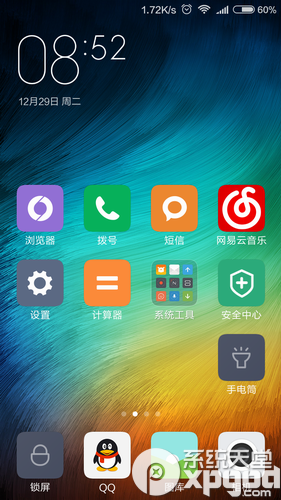 1.72K/s 60%
08:52
12月29日 周二
浏览器 拨号 短信 网易云音乐
设置 计算器 系统工具 安全中心
手电筒
系统天堂
xpgod
.com
锁屏 QQ 图库